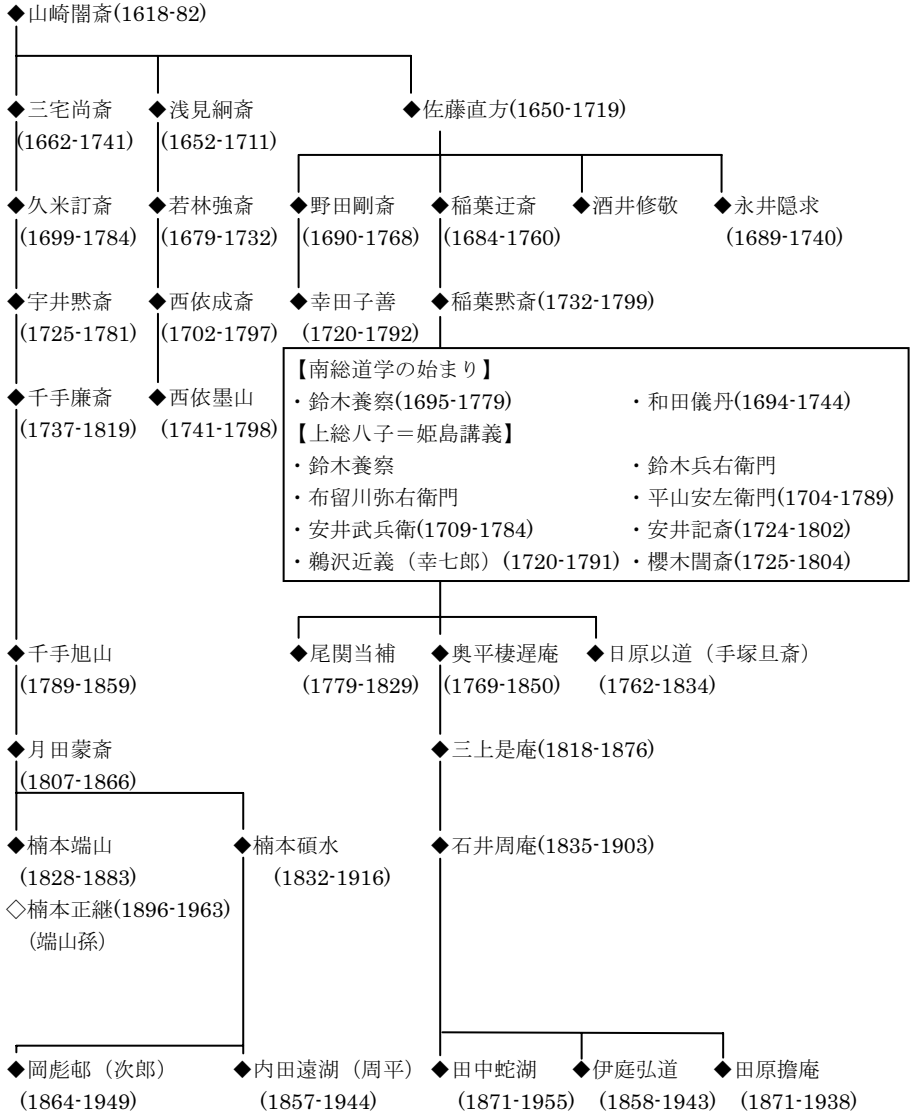 ◆山崎闇斎(1618-82)
◆三宅尚斎 ◆浅見絅斎 ◆佐藤直方(1650-1719)
(1662-1741) (1652-1711)
◆久米訂斎 ◆若林強斎 ◆野田剛斎 ◆稲葉迂斎 ◆酒井修敬 ◆永井隠求
(1699-1784) (1679-1732) (1690-1768) (1684-1760) (1689-1740)
◆宇井黙斎 ◆西依成斎 ◆幸田子善 ◆稲葉黙斎(1732-1799)
(1725-1781) (1702-1797) (1720-1792)
【南総道学の始まり】
◆千手廉斎 ◆西依墨山 ・鈴木養察(1695-1779) ・和田儀丹(1694-1744)
(1737-1819) (1741-1798) 【上総八子＝姫島講義】
・鈴木養察 ・鈴木兵右衛門
・布留川弥右衛門 ・平山安左衛門(1704-1789)
・安井武兵衛(1709-1784) ・安井記斎(1724-1802)
・鵜沢近義（幸七郎）(1720-1791) ・櫻木誾斎(1725-1804)
◆千手旭山 ◆尾関当補 ◆奥平棲遅庵 ◆日原以道（手塚旦斎）
(1789-1859) (1779-1829) (1769-1850) (1762-1834)
◆月田蒙斎 ◆三上是庵(1818-1876)
(1807-1866)
◆楠本端山 ◆楠本碩水 ◆石井周庵(1835-1903)
(1828-1883) (1832-1916)
◇楠本正継(1896-1963)
（端山孫）
◆岡彪邨（次郎） ◆内田遠湖（周平） ◆田中蛇湖 ◆伊庭弘道 ◆田原擔庵
(1864-1949) (1857-1944) (1871-1955) (1858-1943) (1871-1938)